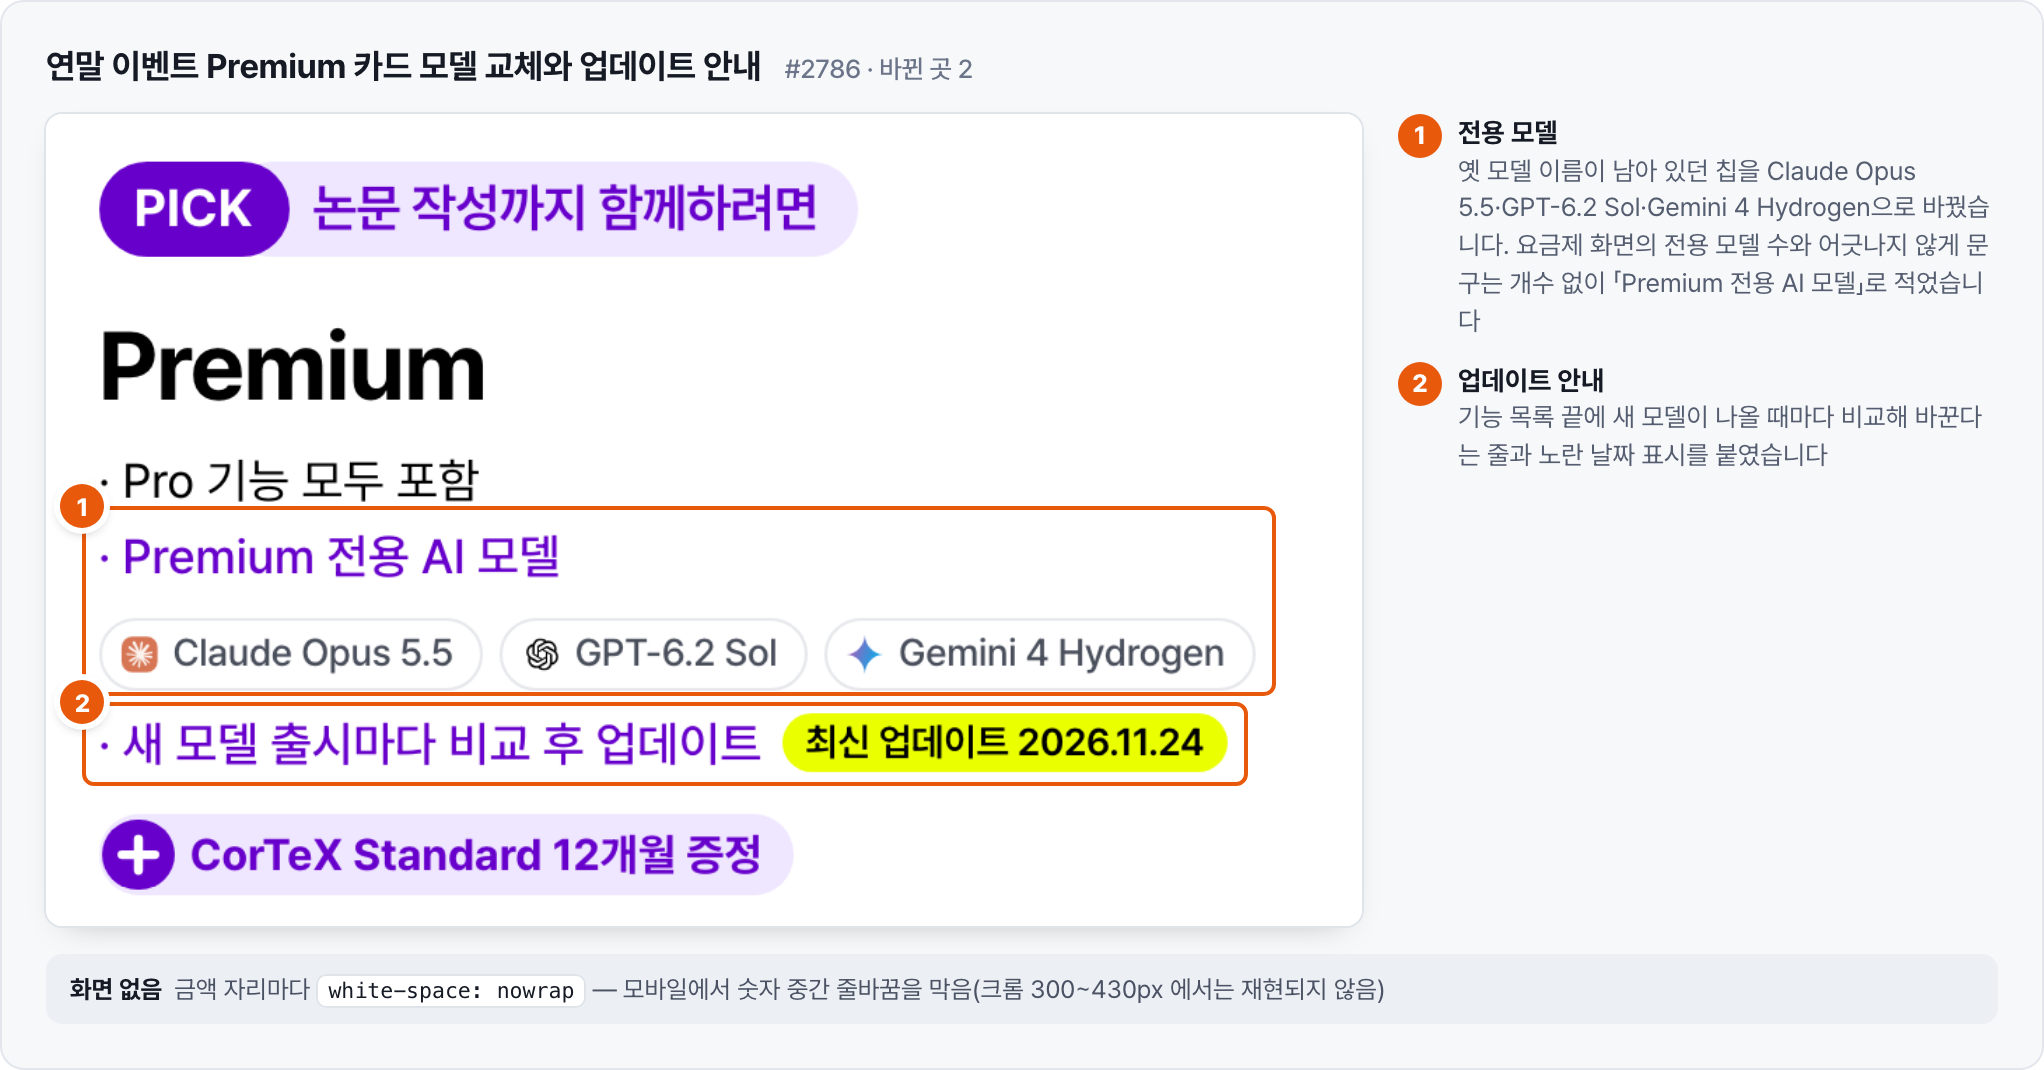 연말 이벤트 Premium 카드 모델 교체와 업데이트 안내 #2786 · 바뀐 곳 2
PICK 논문 작성까지 함께하려면
Premium
· Pro 기능 모두 포함
1
· Premium 전용 AI 모델
Claude Opus 5.5 GPT-6.2 Sol Gemini 4 Hydrogen
2
· 새 모델 출시마다 비교 후 업데이트 최신 업데이트 2026.11.24
+ CorTeX Standard 12개월 증정
1 전용 모델
옛 모델 이름이 남아 있던 칩을 Claude Opus
5.5·GPT-6.2 Sol·Gemini 4 Hydrogen으로 바꿨습
니다. 요금제 화면의 전용 모델 수와 어긋나지 않게 문
구는 개수 없이 「Premium 전용 AI 모델」로 적었습니
다
2 업데이트 안내
기능 목록 끝에 새 모델이 나올 때마다 비교해 바꾼다
는 줄과 노란 날짜 표시를 붙였습니다
화면 없음 금액 자리마다 white-space: nowrap — 모바일에서 숫자 중간 줄바꿈을 막음(크롬 300~430px 에서는 재현되지 않음)